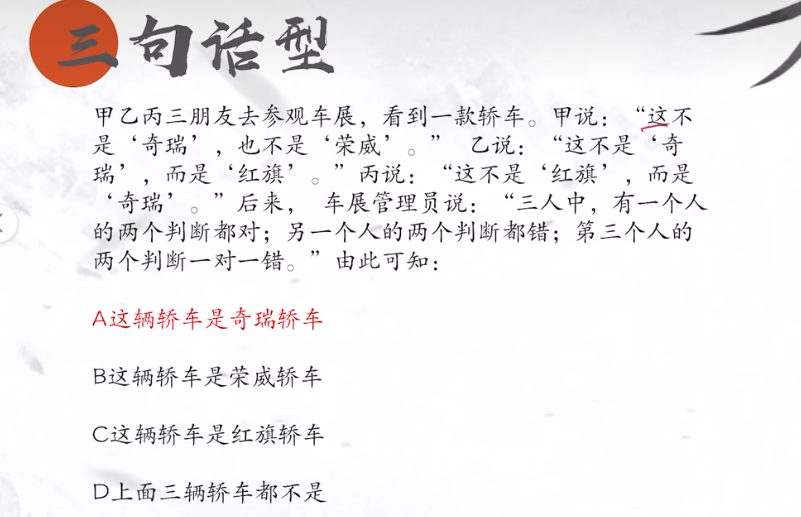 三句话型
甲乙丙三朋友去参观车展，看到一款轿车。甲说：“这不
是‘奇瑞’，也不是‘荣威’。” 乙说：“这不是‘奇
瑞’，而是‘红旗’。”丙说：“这不是‘红旗’，而是
‘奇瑞’。”后来， 车展管理员说：“三人中，有一个人
的两个判断都对；另一个人的两个判断都错；第三个人的
两个判断一对一错。”由此可知：
A这辆轿车是奇瑞轿车
B这辆轿车是荣威轿车
C这辆轿车是红旗轿车
D上面三辆轿车都不是